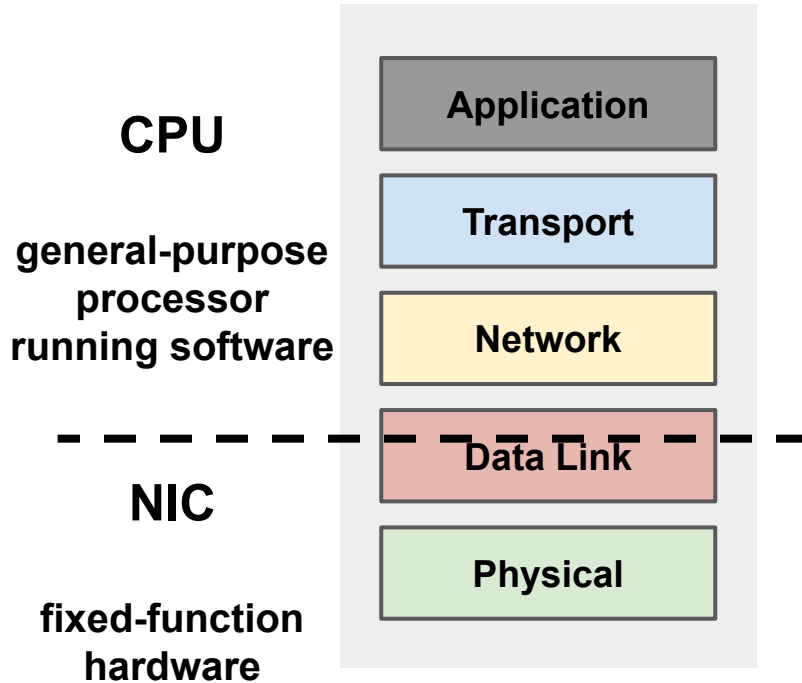 CPU
general-purpose
processor
running software
NIC
fixed-function
hardware
Application
Transport
Network
Data Link
Physical